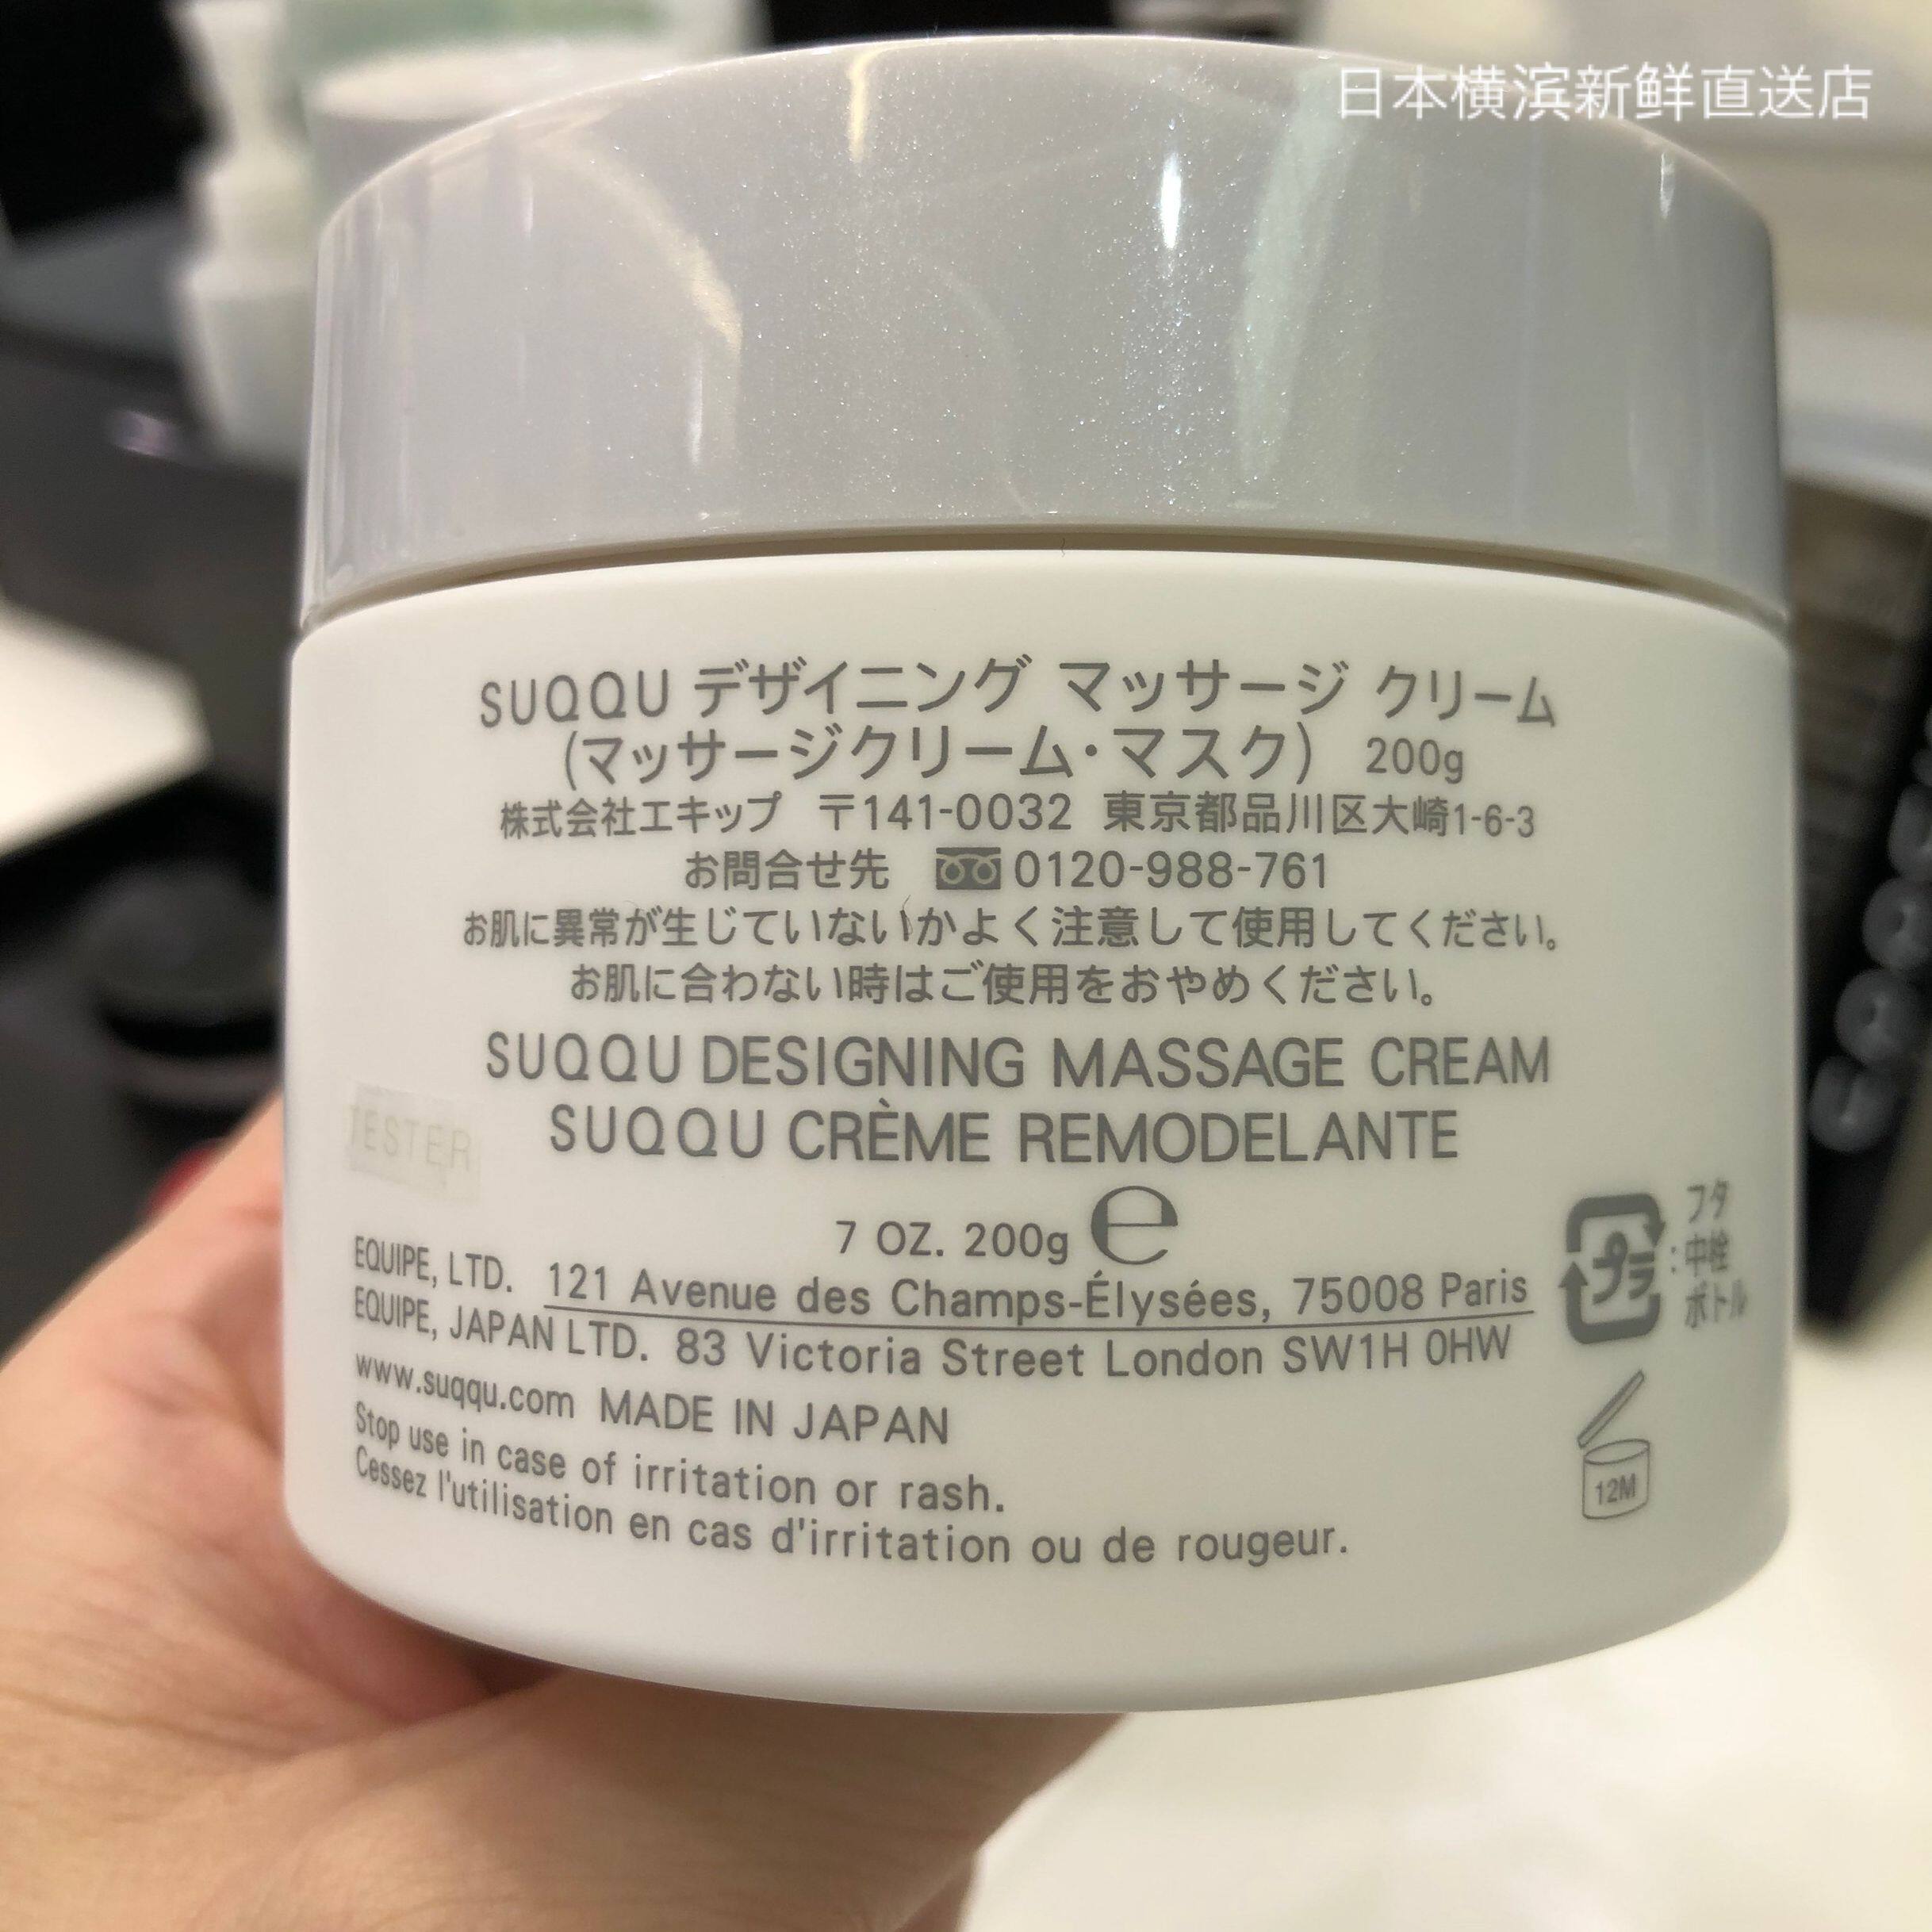 日本横滨新鲜直送店
SUQQU デザイニング マッサージ クリーム
(マッサージクリーム・マスク) 200g
株式会社エキップ 〒141-0032 東京都品川区大崎1-6-3
お問合せ先 0120-988-761
お肌に異常が生じていないかよく注意して使用してください。
お肌に合わない時はご使用をおやめください。
SUQQU DESIGNING MASSAGE CREAM
SUQQU CRÈME REMODELANTE
TESTER
7 OZ. 200g e
EQUIPE, LTD. 121 Avenue des Champs-Élysées, 75008 Paris
EQUIPE, JAPAN LTD. 83 Victoria Street London SW1H 0HW
www.suqqu.com MADE IN JAPAN
Stop use in case of irritation or rash.
Cessez l'utilisation en cas d'irritation ou de rougeur.
フタ
プラ : 中栓
ボトル
12M